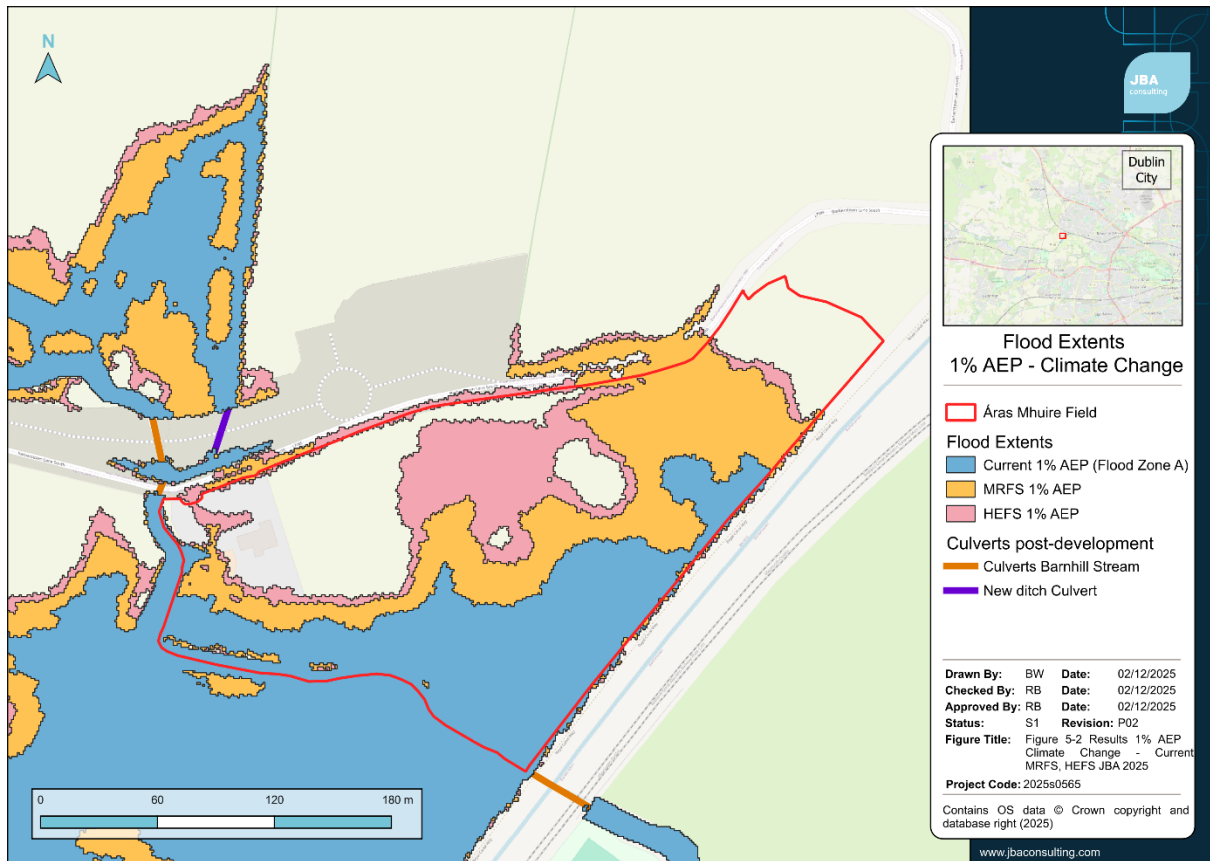 N
JBA
consulting
Dublin
City
Flood Extents
1% AEP - Climate Change
Áras Mhuire Field
Flood Extents
Current 1% AEP (Flood Zone A)
MRFS 1% AEP
HEFS 1% AEP
Culverts post-development
Culverts Barnhill Stream
New ditch Culvert
Drawn By: BW Date: 02/12/2025
Checked By: RB Date: 02/12/2025
Approved By: RB Date: 02/12/2025
Status: S1 Revision: P02
Figure Title: Figure 5-2 Results 1% AEP
Climate Change - Current
MRFS, HEFS JBA 2025
Project Code: 2025s0565
Contains OS data © Crown copyright and
database right (2025)
www.jbaconsulting.com
0 60 120 180 m